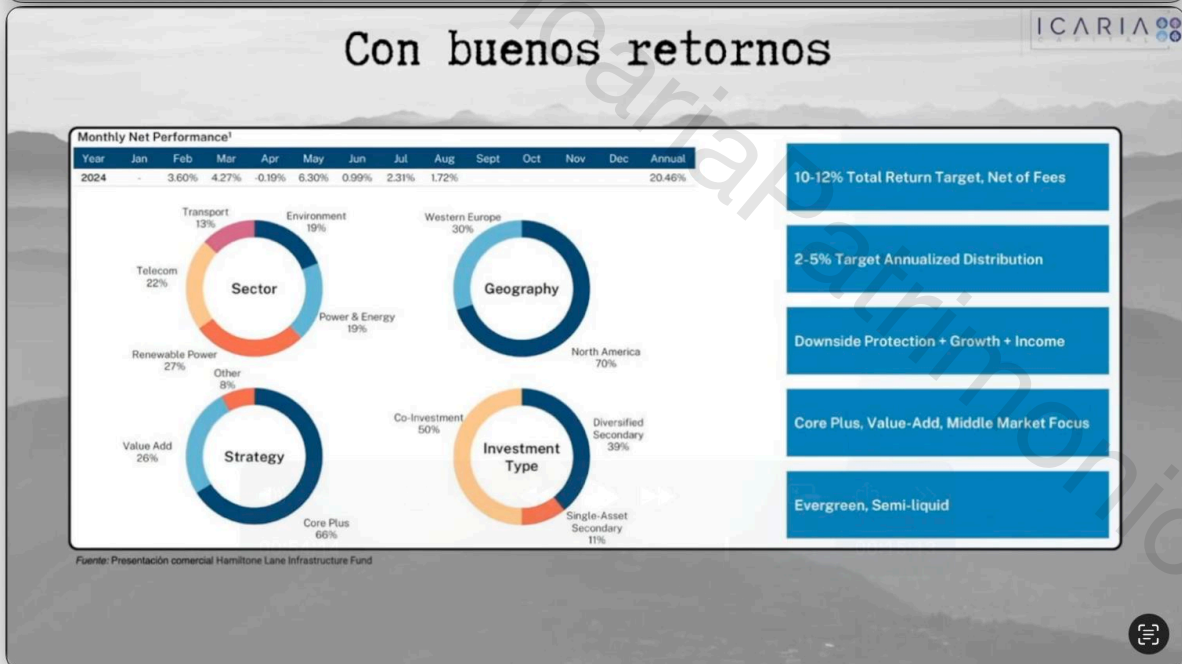 ICARIA
CAPITAL
Con buenos retornos
IcariaPatrimonio
Monthly Net Performance¹
Year Jan Feb Mar Apr May Jun Jul Aug Sept Oct Nov Dec Annual
2024 - 3.60% 4.27% -0.19% 6.30% 0.99% 2.31% 1.72% 20.46%
Sector
Transport
13%
Environment
19%
Telecom
22%
Power & Energy
19%
Renewable Power
27%
Geography
Western Europe
30%
North America
70%
Strategy
Other
8%
Value Add
26%
Core Plus
66%
Investment
Type
Co-Investment
50%
Diversified
Secondary
39%
Single-Asset
Secondary
11%
10-12% Total Return Target, Net of Fees
2-5% Target Annualized Distribution
Downside Protection + Growth + Income
Core Plus, Value-Add, Middle Market Focus
Evergreen, Semi-liquid
Fuente: Presentación comercial Hamiltone Lane Infrastructure Fund